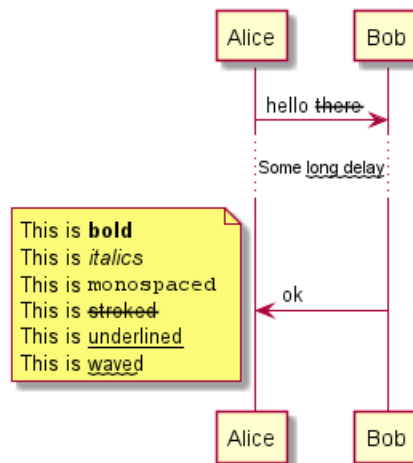 Alice Bob
hello there
Some long delay
This is bold
This is italics
This is monospaced
ok
This is stroked
This is underlined
This is waved
Alice Bob